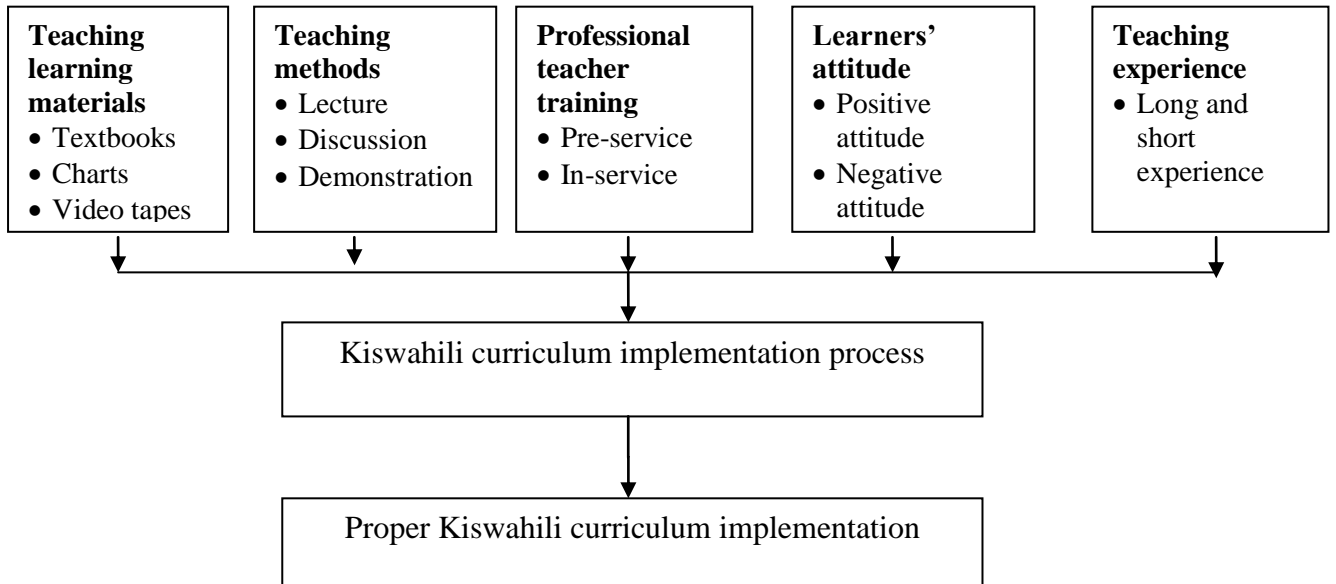 Teaching
learning
materials
• Textbooks
• Charts
• Video tapes
Teaching
methods
• Lecture
• Discussion
• Demonstration
Professional
teacher
training
• Pre-service
• In-service
Learners’
attitude
• Positive
attitude
• Negative
attitude
Teaching
experience
• Long and
short
experience
Kiswahili curriculum implementation process
Proper Kiswahili curriculum implementation